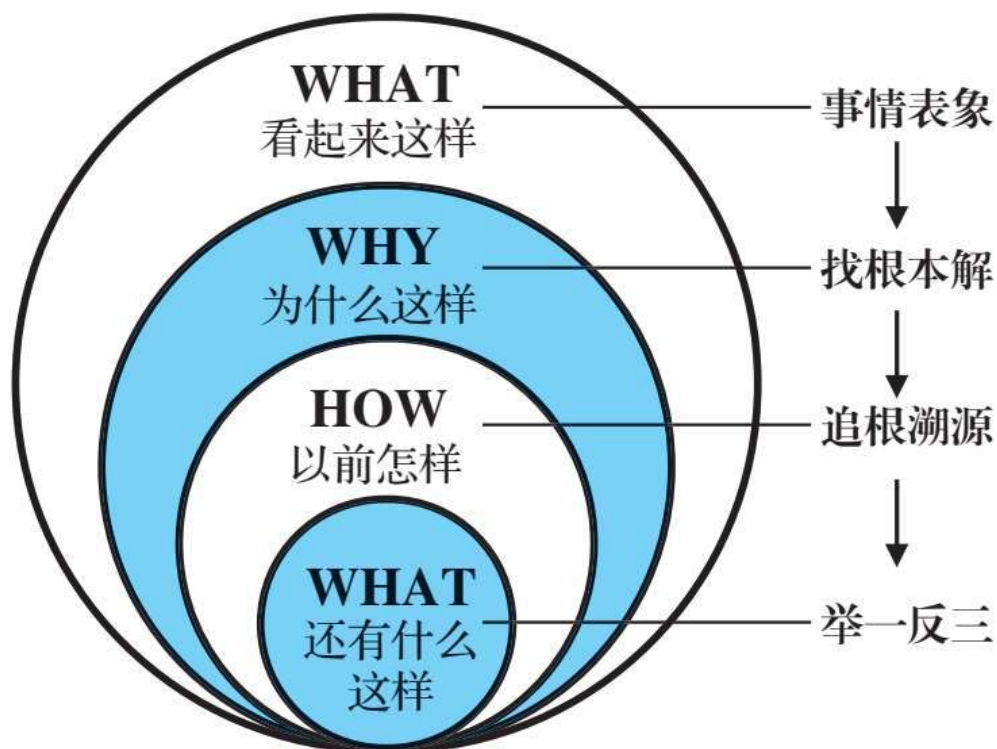 WHAT
看起来这样
事情表象
WHY
为什么这样
找根本解
HOW
以前怎样
追根溯源
WHAT
还有什么
这样
举一反三